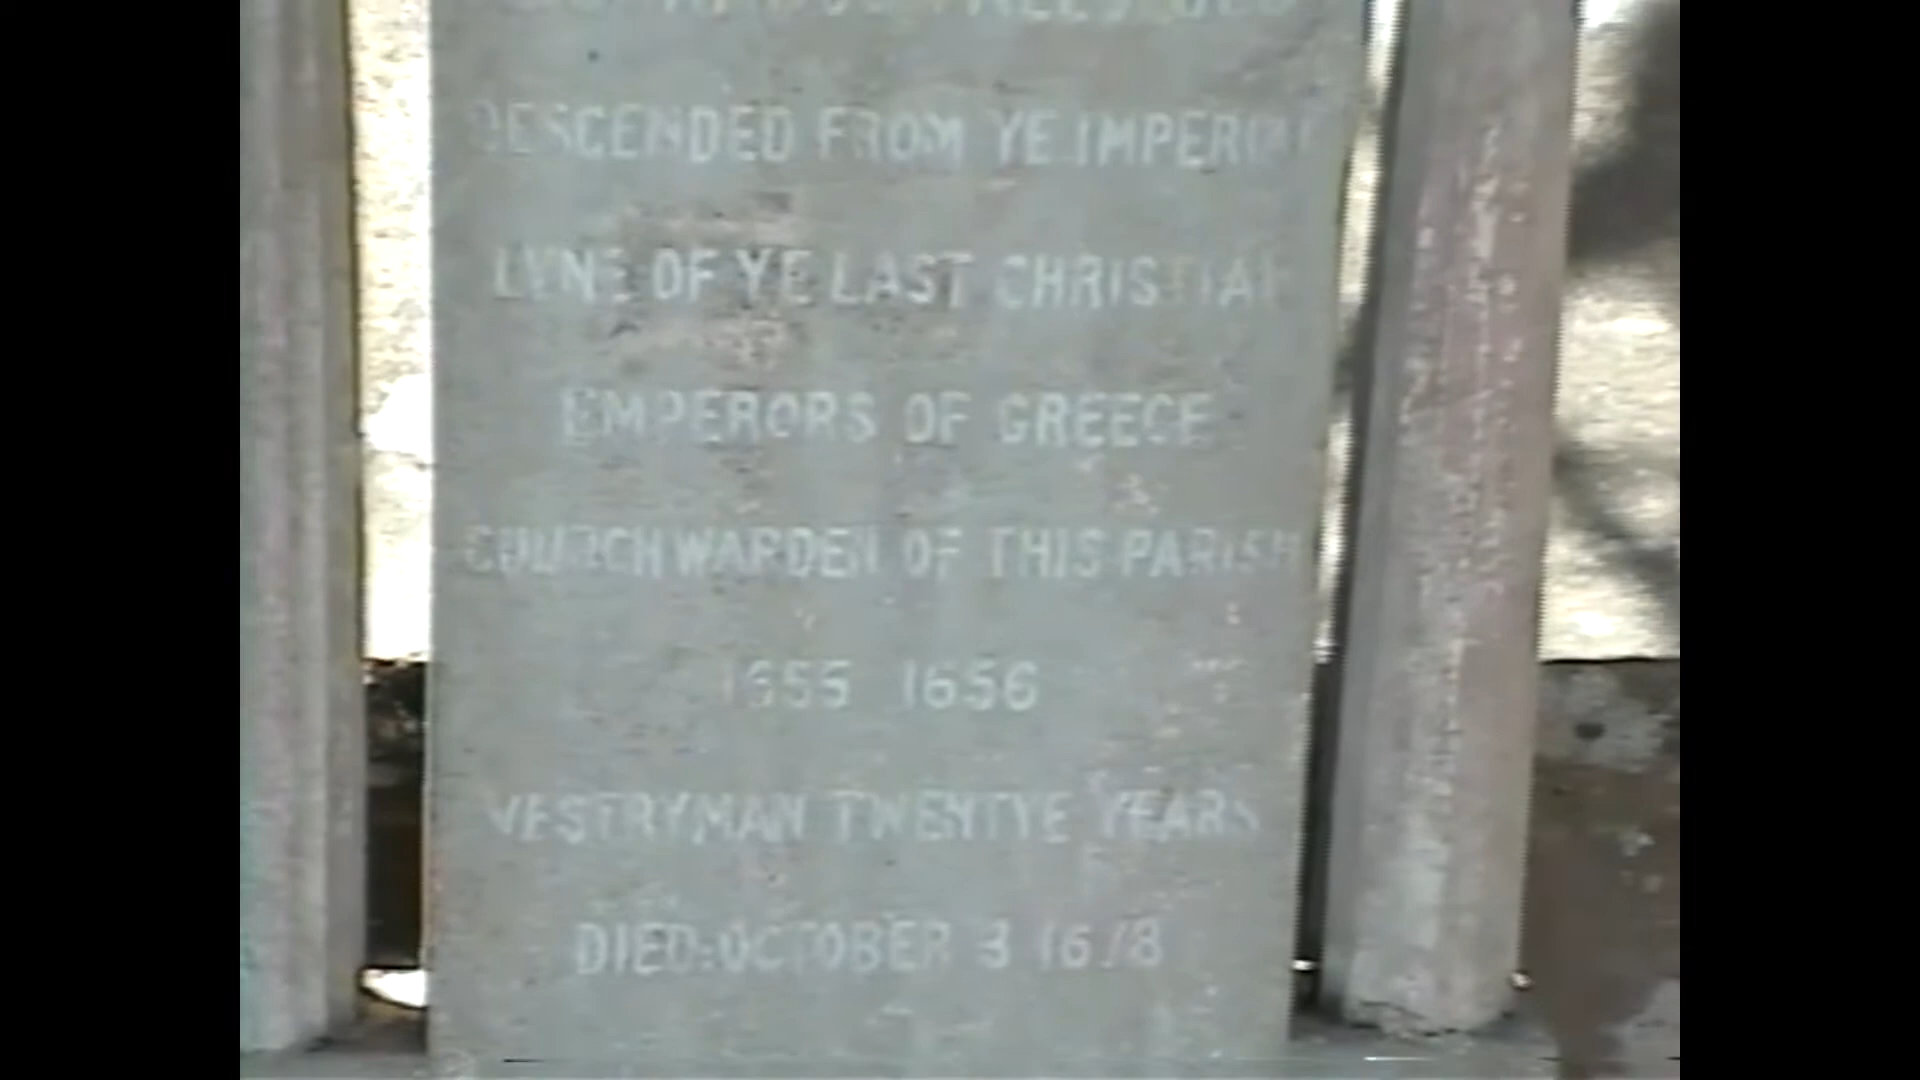 DESCENDED FROM YE IMPERIAL
LYNE OF YE LAST CHRISTIAN
EMPERORS OF GREECE
CHURCHWARDEN OF THIS PARISH
1655 1656
VESTRYMAN TWENTYE YEARS
DIED:OCTOBER 3 1678